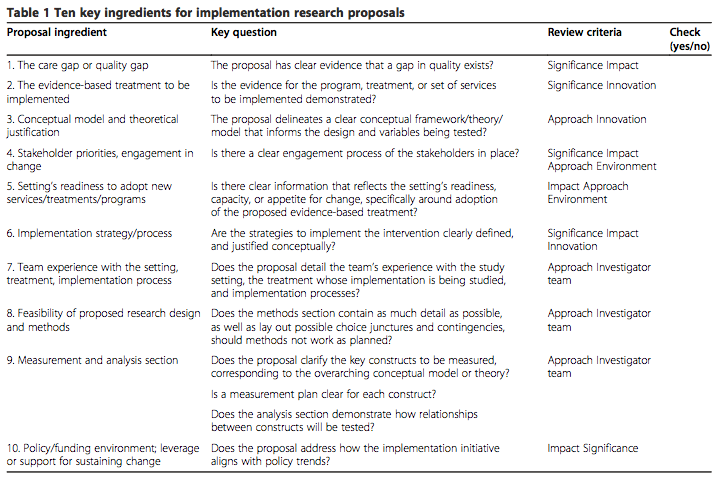 Table 1 Ten key ingredients for implementation research proposals
Proposal ingredient Key question Review criteria Check
(yes/no)
1. The care gap or quality gap The proposal has clear evidence that a gap in quality exists? Significance Impact
2. The evidence-based treatment to be Is the evidence for the program, treatment, or set of services Significance Innovation
implemented to be implemented demonstrated?
3. Conceptual model and theoretical The proposal delineates a clear conceptual framework/theory/ Approach Innovation
justification model that informs the design and variables being tested?
4. Stakeholder priorities, engagement in Is there a clear engagement process of the stakeholders in place? Significance Impact
change Approach Environment
5. Setting's readiness to adopt new Is there clear information that reflects the setting's readiness, Impact Approach
services/treatments/programs capacity, or appetite for change, specifically around adoption Environment
of the proposed evidence-based treatment?
6. Implementation strategy/process Are the strategies to implement the intervention clearly defined, Significance Impact
and justified conceptually? Innovation
7. Team experience with the setting, Does the proposal detail the team's experience with the study Approach Investigator
treatment, implementation process setting, the treatment whose implementation is being studied, team
and implementation processes?
8. Feasibility of proposed research design Does the methods section contain as much detail as possible, Approach Investigator
and methods as well as lay out possible choice junctures and contingencies, team
should methods not work as planned?
9. Measurement and analysis section Does the proposal clarify the key constructs to be measured, Approach Investigator
corresponding to the overarching conceptual model or theory? team
Is a measurement plan clear for each construct?
Does the analysis section demonstrate how relationships
between constructs will be tested?
10. Policy/funding environment; leverage Does the proposal address how the implementation initiative Impact Significance
or support for sustaining change aligns with policy trends?